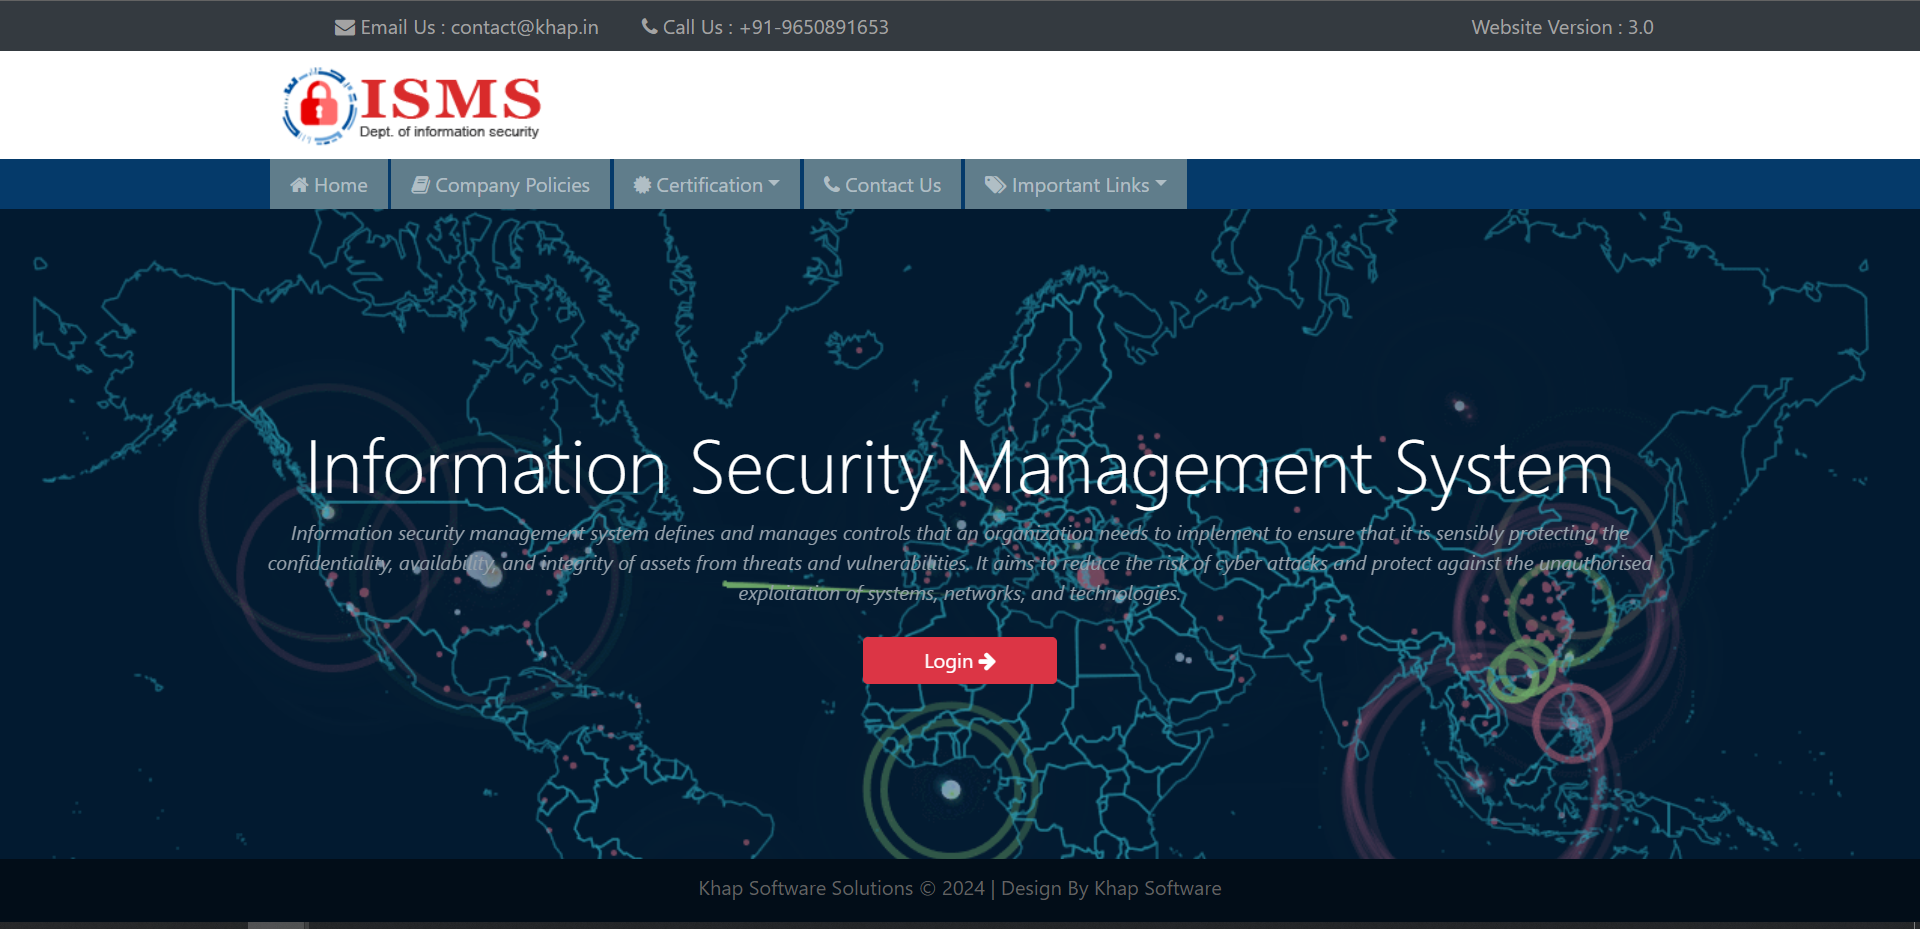 Email Us : contact@khap.in
Call Us : +91-9650891653
Website Version : 3.0
ISMS
Dept. of information security
Home
Company Policies
Certification
Contact Us
Important Links
Information Security Management System
Information security management system defines and manages controls that an organization needs to implement to ensure that it is sensibly protecting the
confidentiality, availability, and integrity of assets from threats and vulnerabilities. It aims to reduce the risk of cyber attacks and protect against the unauthorised
exploitation of systems, networks, and technologies.
Login
Khap Software Solutions © 2024 | Design By Khap Software